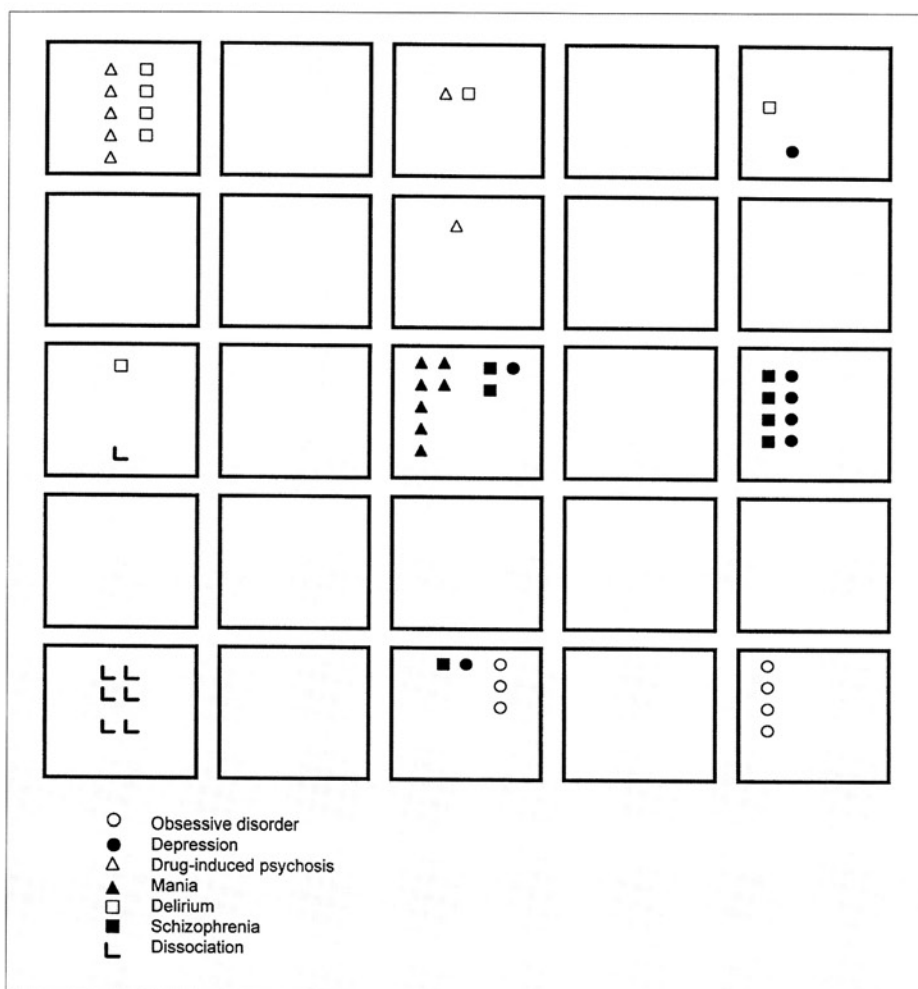 Obsessive disorder
Depression
Drug-induced psychosis
Mania
Delirium
Schizophrenia
Dissociation